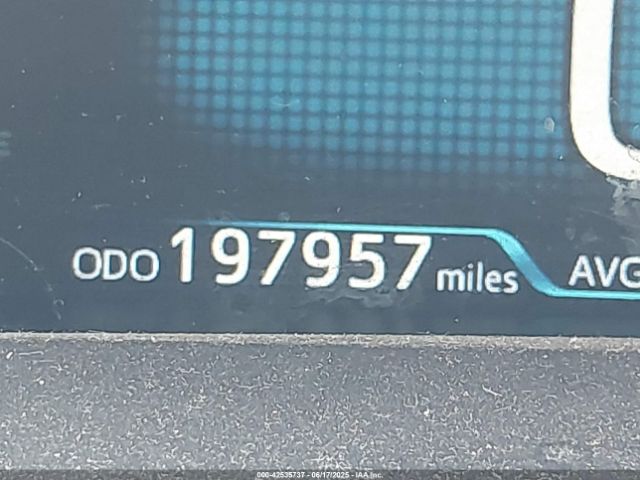 ODO 197957 miles AVG
000-42535737 - 06/17/2025 - IAA Inc.